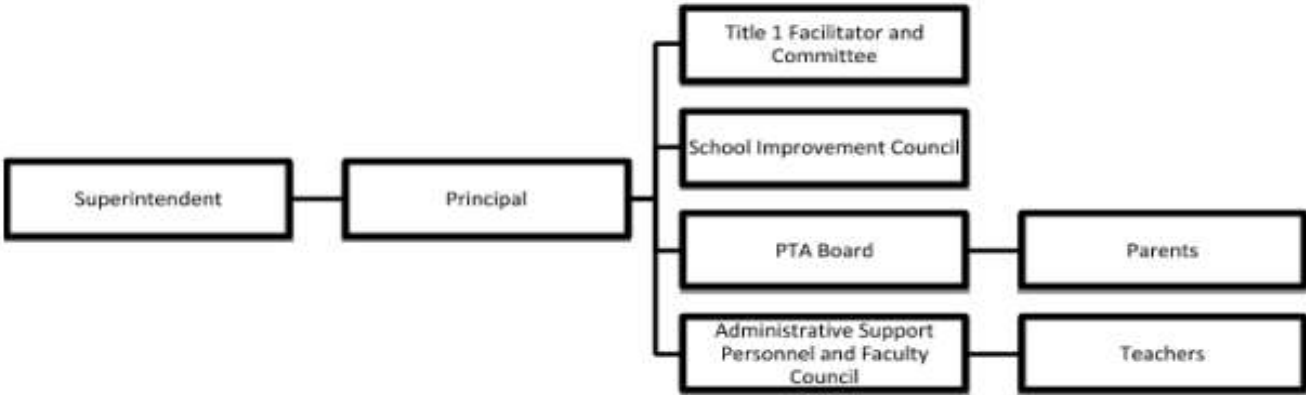 Title 1 Facilitator and
Committee
School Improvement Council
Superintendent
Principal
PTA Board
Parents
Administrative Support
Personnel and Faculty
Council
Teachers